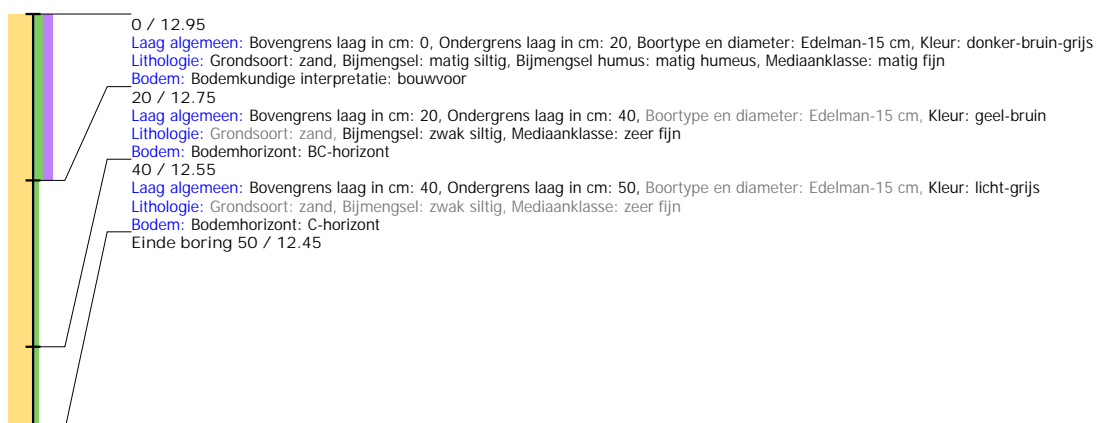 0 / 12.95
Laag algemeen: Bovengrens laag in cm: 0, Ondergrens laag in cm: 20, Boortype en diameter: Edelman-15 cm, Kleur: donker-bruin-grijs
Lithologie: Grondsoort: zand, Bijmengsel: matig siltig, Bijmengsel humus: matig humeus, Mediaanklasse: matig fijn
Bodem: Bodemkundige interpretatie: bouwvoor
20 / 12.75
Laag algemeen: Bovengrens laag in cm: 20, Ondergrens laag in cm: 40, Boortype en diameter: Edelman-15 cm, Kleur: geel-bruin
Lithologie: Grondsoort: zand, Bijmengsel: zwak siltig, Mediaanklasse: zeer fijn
Bodem: Bodemhorizont: BC-horizont
40 / 12.55
Laag algemeen: Bovengrens laag in cm: 40, Ondergrens laag in cm: 50, Boortype en diameter: Edelman-15 cm, Kleur: licht-grijs
Lithologie: Grondsoort: zand, Bijmengsel: zwak siltig, Mediaanklasse: zeer fijn
Bodem: Bodemhorizont: C-horizont
Einde boring 50 / 12.45